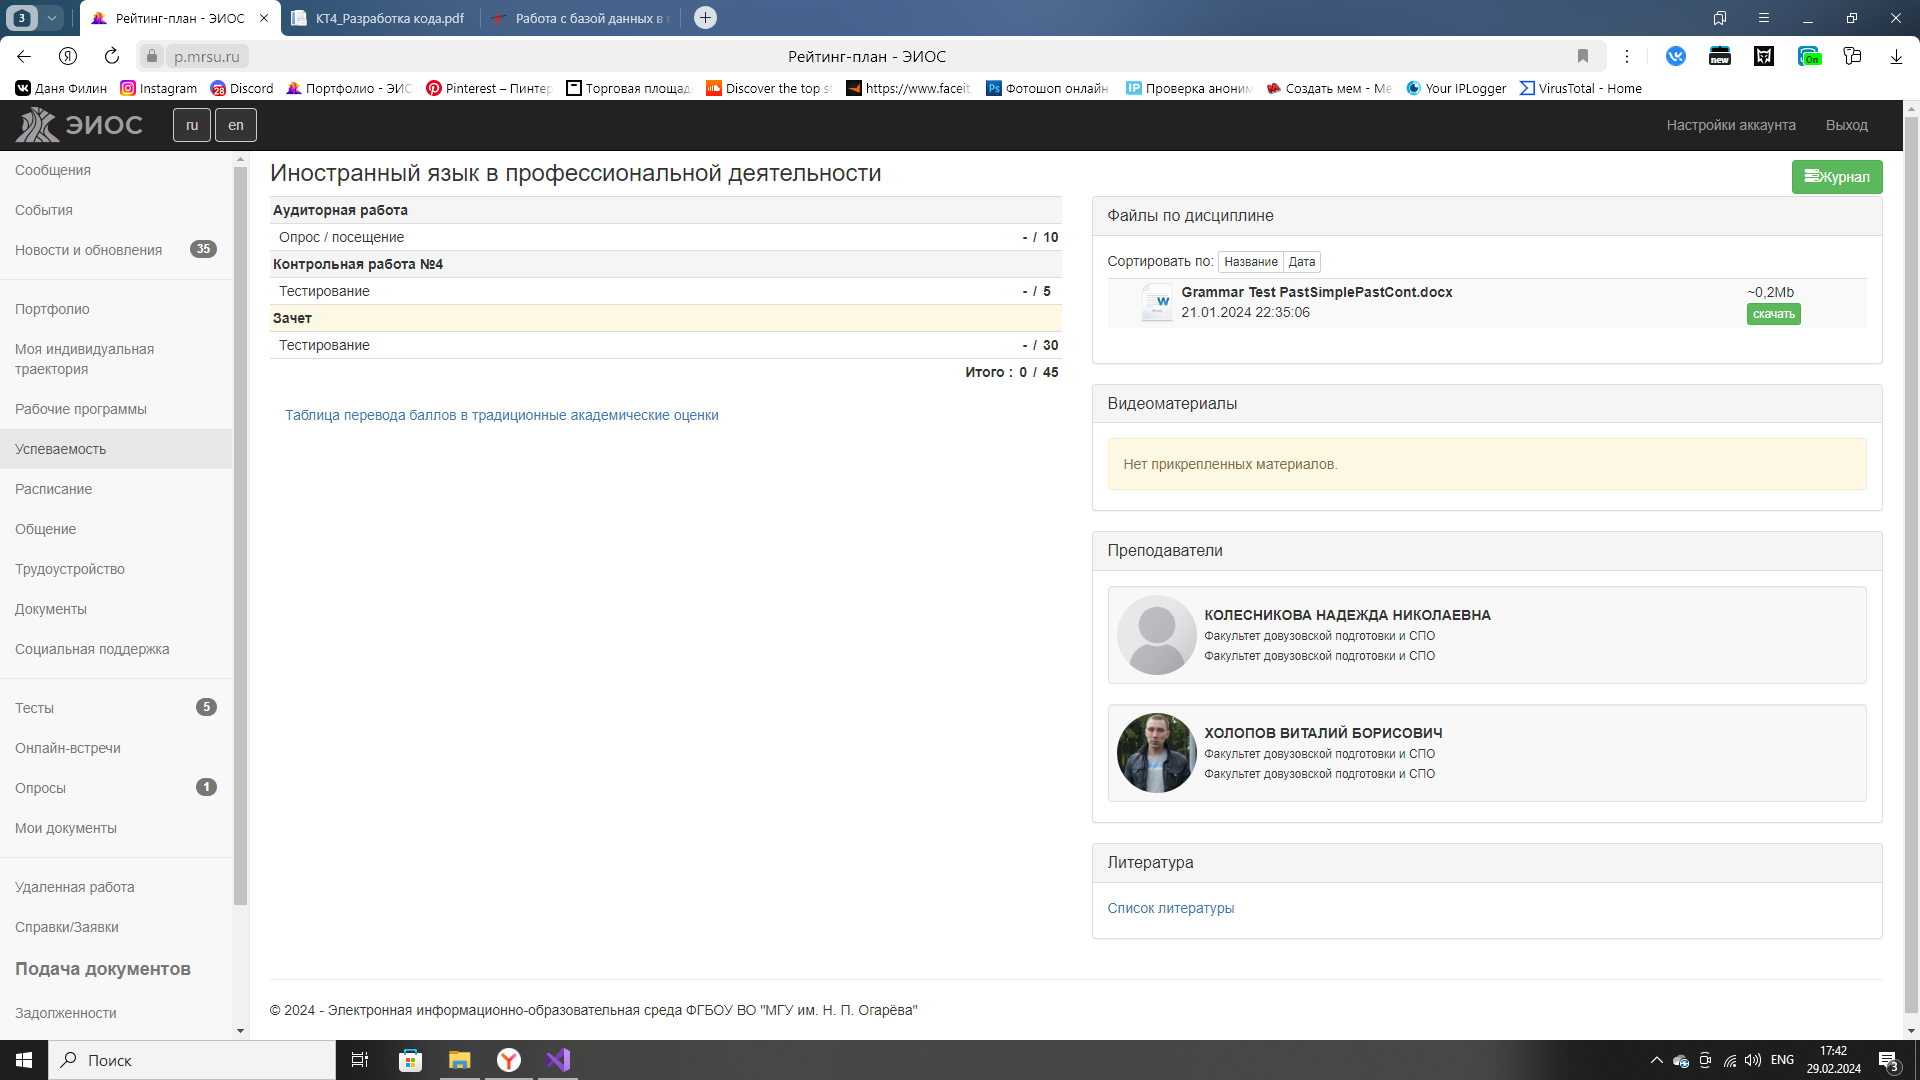 3
Рейтинг-план - ЭИОС
КТ4_Разработка кода.pdf
Работа с базой данных в
p.mrsu.ru
Рейтинг-план - ЭИОС
new
On
Даня Филин
Instagram
28
Discord
Портфолио - ЭИС
Pinterest – Пинтер
Торговая площад
Discover the top s
https://www.faceit.
Ps
Фотошоп онлайн
IP
Проверка аноним
Создать мем - Me
Your IPLogger
VirusTotal - Home
ЭИОС
ru
en
Настройки аккаунта
Выход
Сообщения
События
Новости и обновления 35
Портфолио
Моя индивидуальная
траектория
Рабочие программы
Успеваемость
Расписание
Общение
Трудоустройство
Документы
Социальная поддержка
Тесты 5
Онлайн-встречи
Опросы 1
Мои документы
Удаленная работа
Справки/Заявки
Подача документов
Задолженности
Иностранный язык в профессиональной деятельности
Аудиторная работа
Опрос / посещение - / 10
Контрольная работа №4
Тестирование - / 5
Зачет
Тестирование - / 30
Итого : 0 / 45
Таблица перевода баллов в традиционные академические оценки
Журнал
Файлы по дисциплине
Сортировать по: Название Дата
W
Grammar Test PastSimplePastCont.docx
21.01.2024 22:35:06
~0,2Mb
скачать
Видеоматериалы
Нет прикрепленных материалов.
Преподаватели
КОЛЕСНИКОВА НАДЕЖДА НИКОЛАЕВНА
Факультет довузовской подготовки и СПО
Факультет довузовской подготовки и СПО
ХОЛОПОВ ВИТАЛИЙ БОРИСОВИЧ
Факультет довузовской подготовки и СПО
Факультет довузовской подготовки и СПО
Литература
Список литературы
© 2024 - Электронная информационно-образовательная среда ФГБОУ ВО "МГУ им. Н. П. Огарёва"
Поиск
ENG
17:42
29.02.2024
3